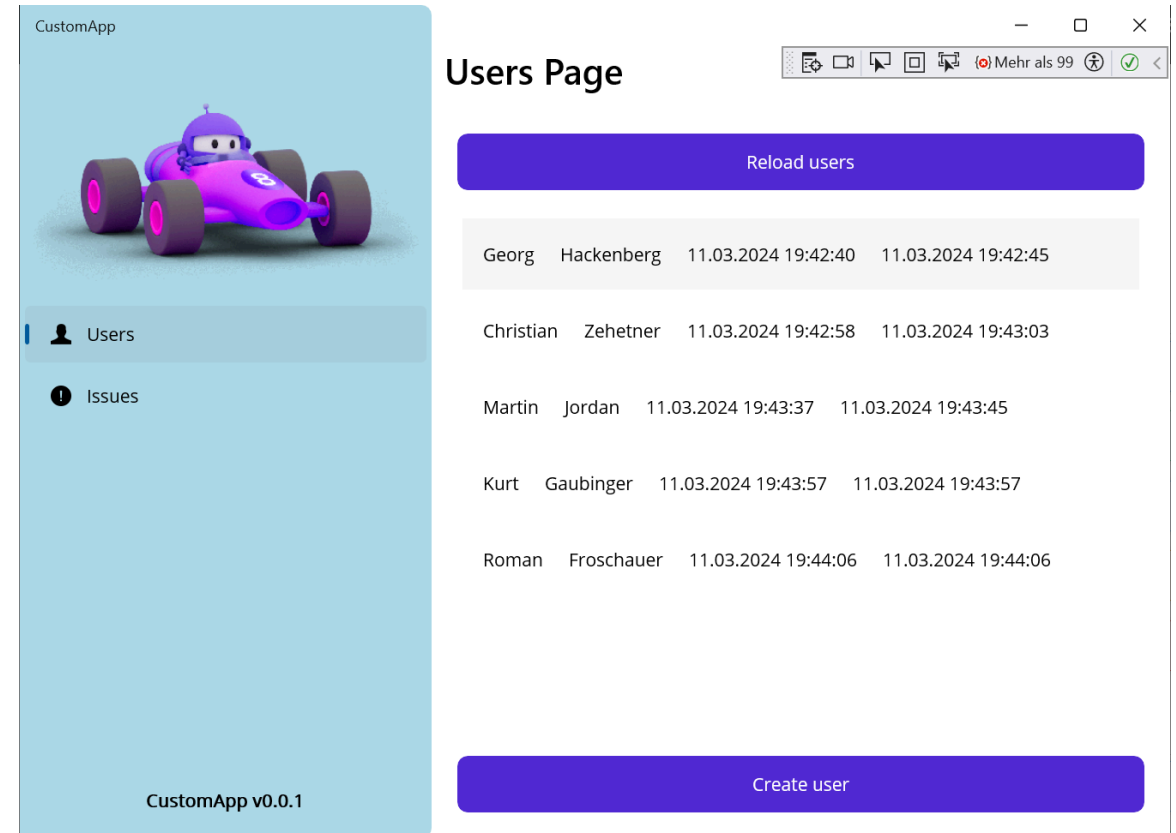 CustomApp
Users Page
Mehr als 99
Reload users
8
Georg Hackenberg 11.03.2024 19:42:40 11.03.2024 19:42:45
Users
Christian Zehetner 11.03.2024 19:42:58 11.03.2024 19:43:03
Issues
Martin Jordan 11.03.2024 19:43:37 11.03.2024 19:43:45
Kurt Gaubinger 11.03.2024 19:43:57 11.03.2024 19:43:57
Roman Froschauer 11.03.2024 19:44:06 11.03.2024 19:44:06
Create user
CustomApp v0.0.1